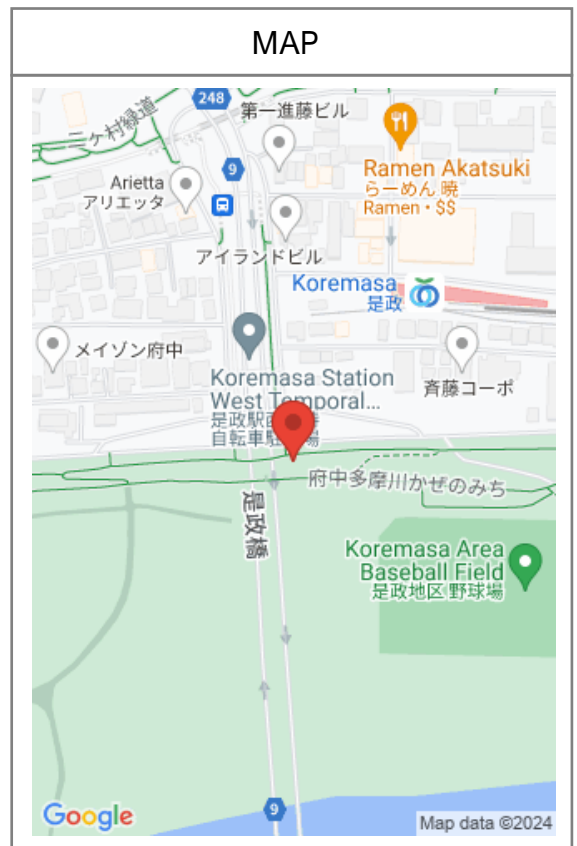 MAP
248
第一進藤ビル
二ヶ村緑道
9
Ramen Akatsuki
らーめん 暁
Ramen・$$
Arietta
アリエッタ
アイランドビル
Koremasa
是政
メイゾン府中
Koremasa Station
West Temporal...
是政駅
自転車駐 場
斉藤コーポ
府中多摩川かぜのみち
是政橋
Koremasa Area
Baseball Field
是政地区 野球場
9
Google
Map data ©2024